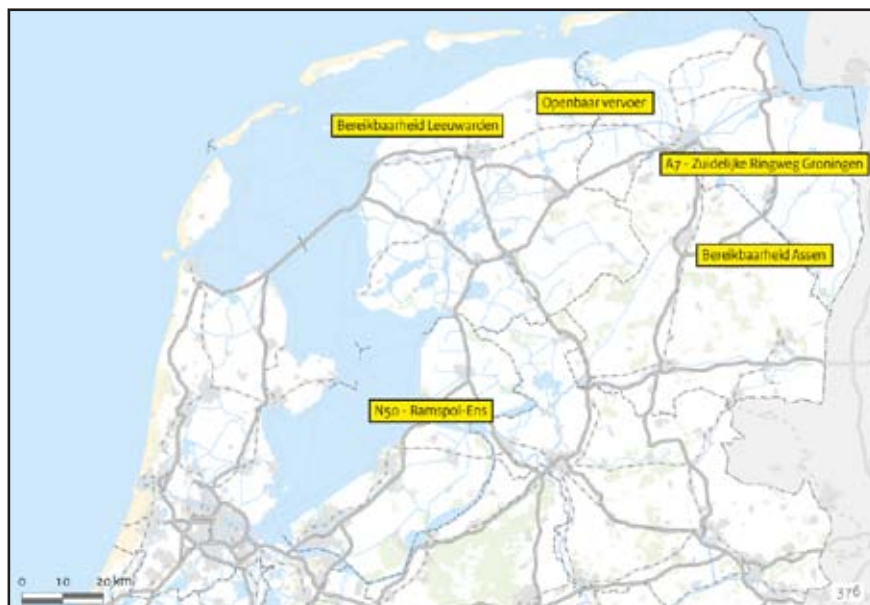 Openbaar vervoer
Bereikbaarheid Leeuwarden
A7 - Zuidelijke Ringweg Groningen
Bereikbaarheid Assen
N50 - Ramspol-Ens
0 10 20 km
376